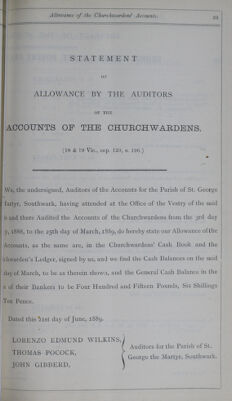 Allowance of the Churchwardens' Accounts.
STATEMENT
OF
ALLOWANCE BY THE AUDITORS
OF THE
ACCOUNTS OF THE CHURCHWARDENS.
(18 & 19 Vic., cap. 120, s. 196.)
We, the undersigned, Auditors of the Accounts for the Parish of St. George
Martyr, Southwark, having attended at the Office of the Vestry of the said
and there Audited the Accounts of the Churchwardens from the 3rd day
1888, to the 25th day of March, 1889, do hereby state our Allowance of the
Accounts, as the same are, in the Churchwardens' Cash Book and the
chwarden's Ledger, signed by us, and we find the Cash Balances on the said
day of March, to be as therein shown, and the General Cash Balance in the
of their Bankers to be Four Hundred and Fifteen Pounds, Six Shillings
Ten Pence.
Dated this 21st day of June, 1889.
LORENZO EDMUND WILKINS,
THOMAS POCOCK,
JOHN GIBBERD,
Auditors for the Parish of St.
George the Martyr, Southwark.